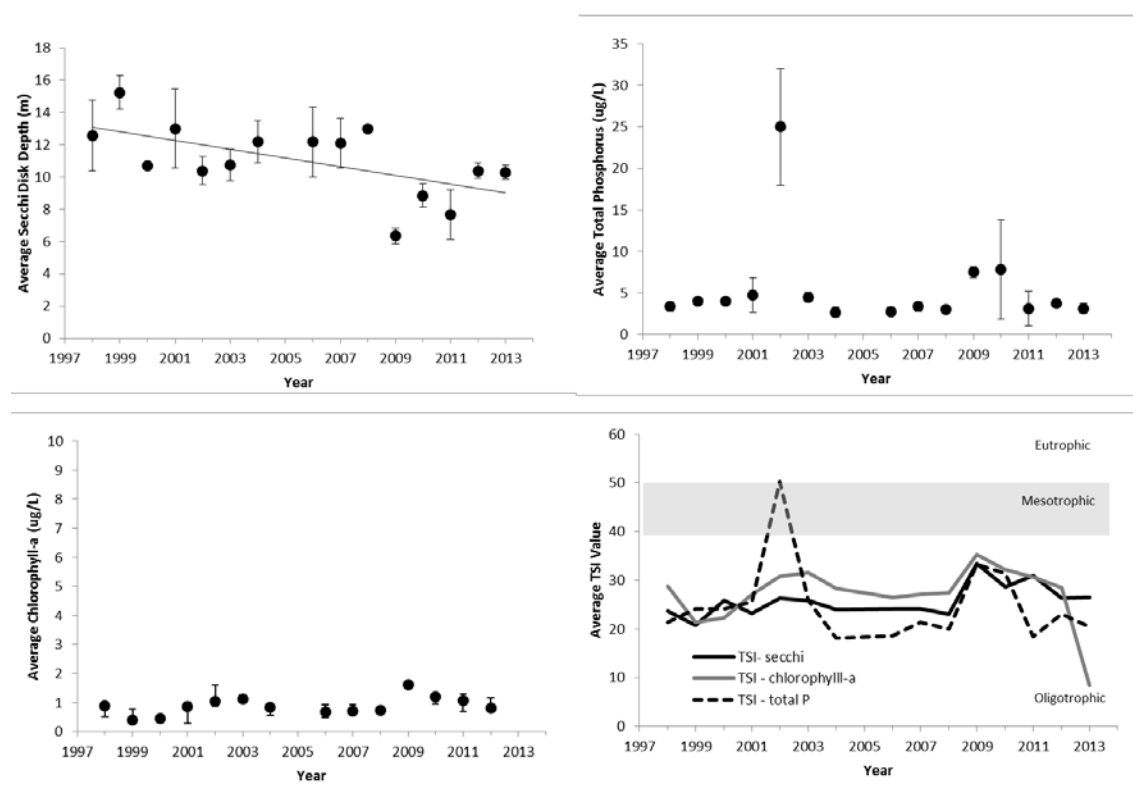 18
16
14
12
10
8
6
4
2
0
Average Secchi Disk Depth (m)
1997 1999 2001 2003 2005 2007 2009 2011 2013
Year
35
30
25
20
15
10
5
0
Average Total Phosphorus (ug/L)
1997 1999 2001 2003 2005 2007 2009 2011 2013
Year
10
9
8
7
6
5
4
3
2
1
0
Average Chlorophyll-a (ug/L)
1997 1999 2001 2003 2005 2007 2009 2011 2013
Year
60
50
40
30
20
10
0
Average TSI Value
Eutrophic
Mesotrophic
TSI- secchi
TSI - chlorophylll-a
TSI - total P
Oligotrophic
1997 1999 2001 2003 2005 2007 2009 2011 2013
Year